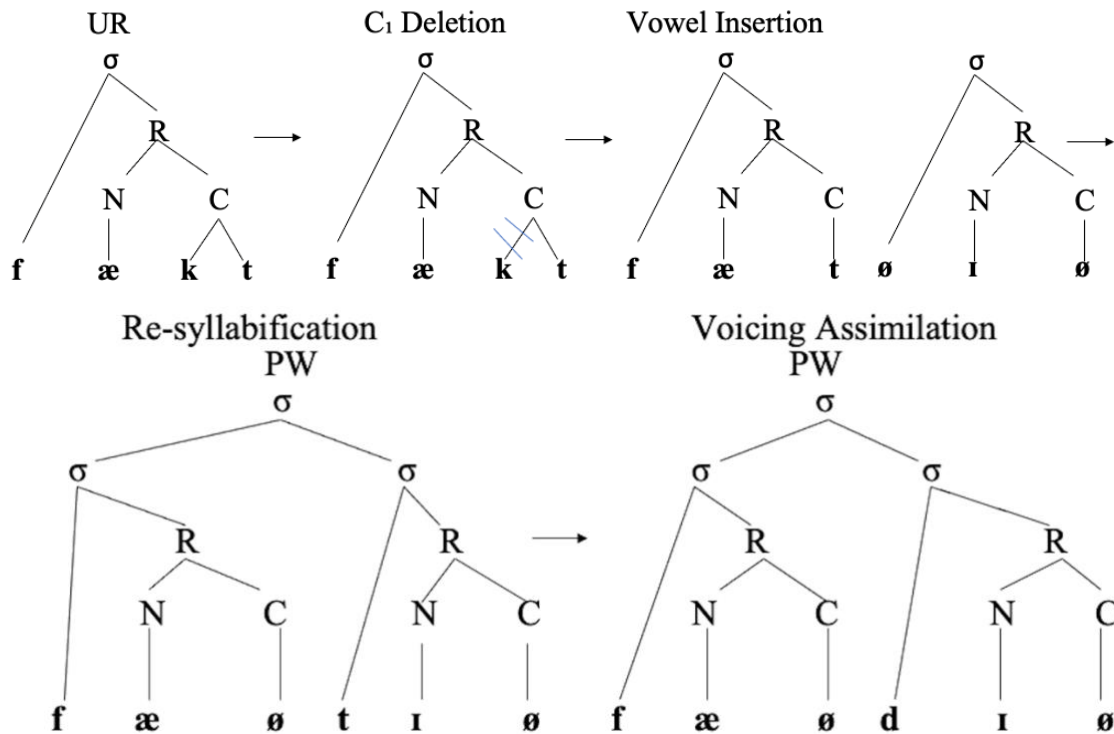 UR C₁ Deletion Vowel Insertion
σ σ σ σ
R R R R
N C N C N C N C
f æ k t f æ k t f æ t ø ɪ ø
Re-syllabification Voicing Assimilation
PW PW
σ σ
σ σ σ σ
R R R R
N C N C N C N C
f æ ø t ɪ ø f æ ø d ɪ ø